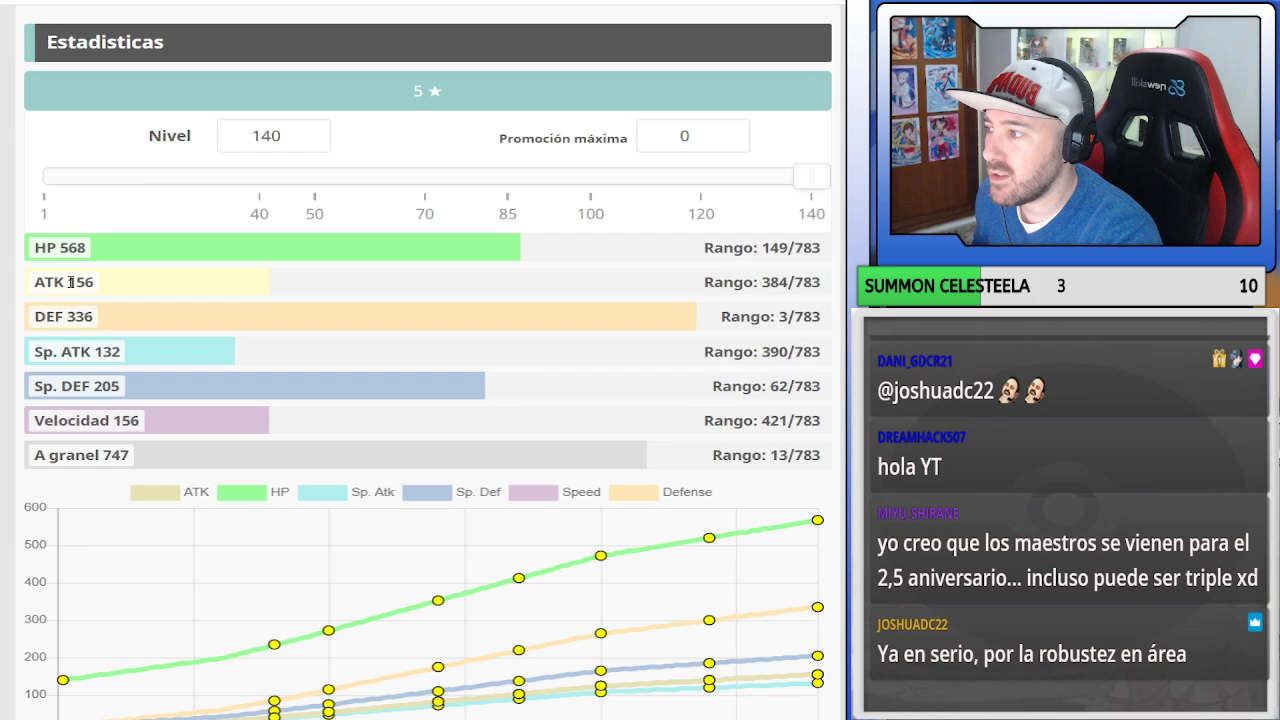 Estadisticas
5 ★
Nivel 140 Promoción máxima 0
1 40 50 70 85 100 120 140
HP 568 Rango: 149/783
ATK 156 Rango: 384/783
DEF 336 Rango: 3/783
Sp. ATK 132 Rango: 390/783
Sp. DEF 205 Rango: 62/783
Velocidad 156 Rango: 421/783
A granel 747 Rango: 13/783
ATK HP Sp. Atk Sp. Def Speed Defense
600
500
400
300
200
100
newskill
SUMMON CELESTEELA 3 10
DANI_GDCR21
@joshuadc22
DREAMHACK507
hola YT
MIYU_SHIRANE
yo creo que los maestros se vienen para el
2,5 aniversario... incluso puede ser triple xd
JOSHUADC22
Ya en serio, por la robustez en área